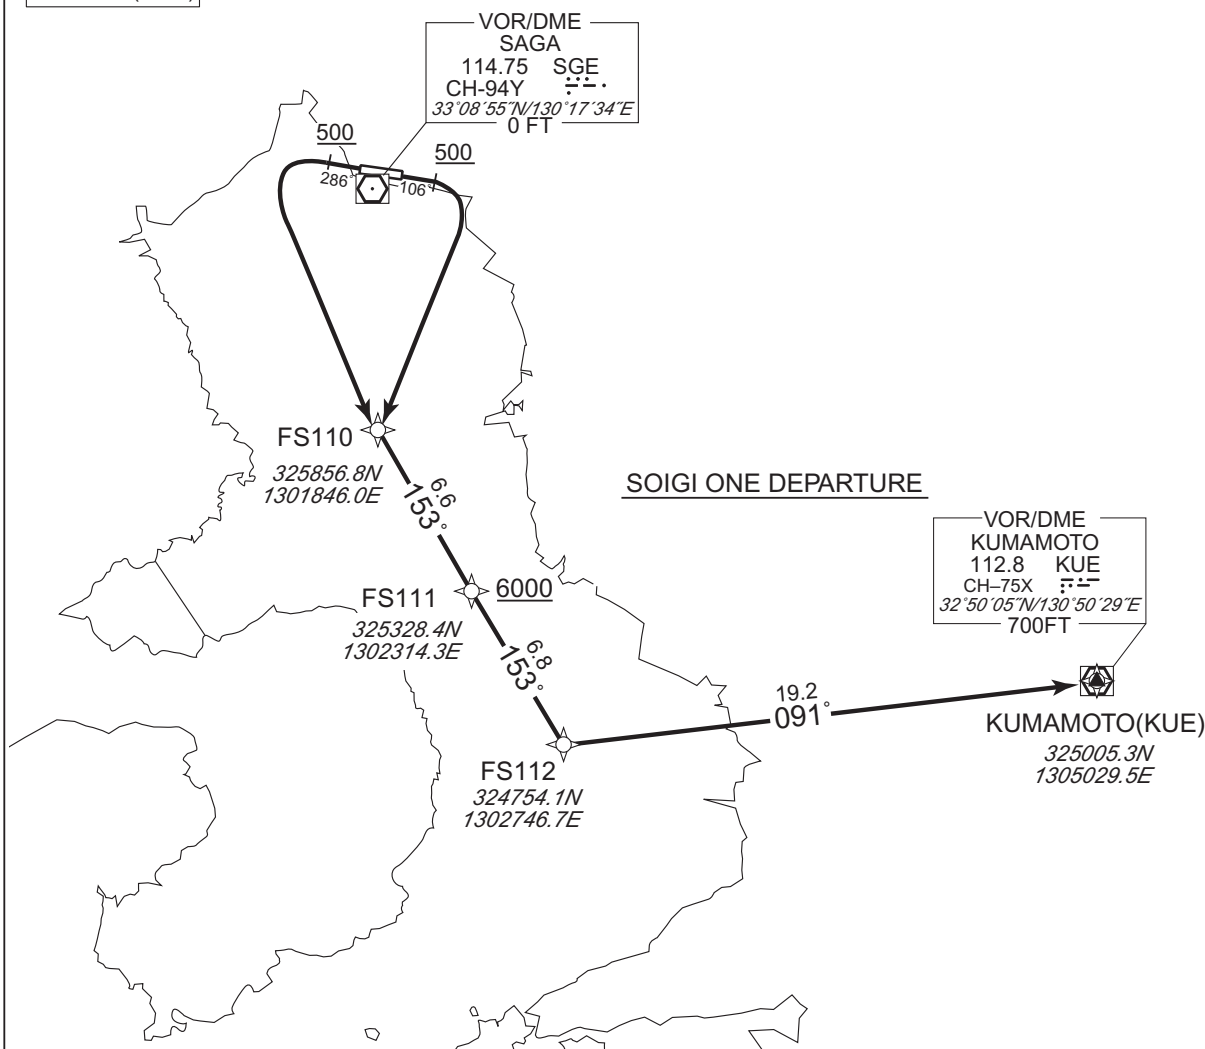 VOR/DME
SAGA
114.75 SGE
CH-94Y
33°08´55˝N/130°17´34˝E
0 FT
500
500
286°
106°
FS110
325856.8N
1301846.0E
6.6
153°
SOIGI ONE DEPARTURE
VOR/DME
KUMAMOTO
112.8 KUE
CH–75X
32°50´05˝N/130°50´29˝E
700FT
FS111
6000
325328.4N
1302314.3E
6.8
153°
19.2
091°
KUMAMOTO(KUE)
325005.3N
1305029.5E
FS112
324754.1N
1302746.7E